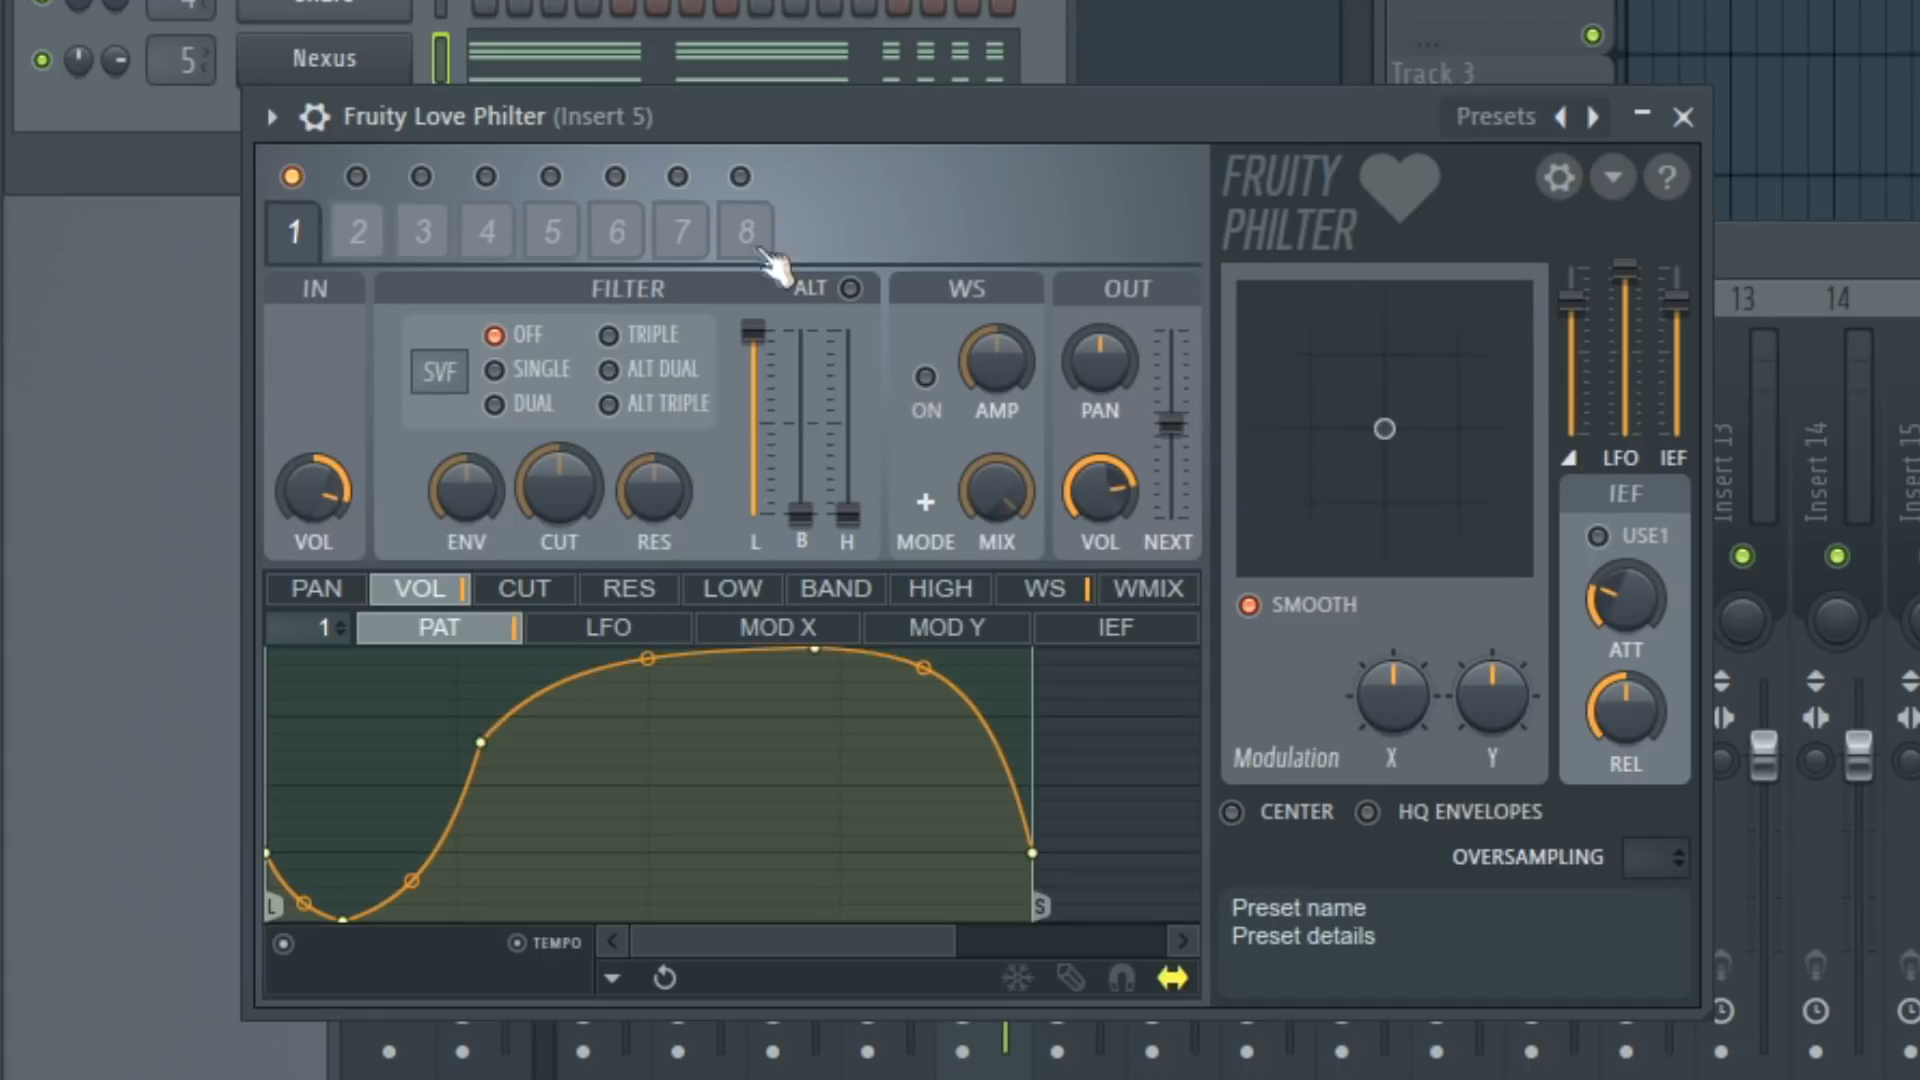 5
Nexus
Track 3
Fruity Love Philter (Insert 5)
Presets
1 2 3 4 5 6 7 8
FRUITY
PHILTER
?
IN
FILTER
ALT
WS
OUT
13
14
OFF
TRIPLE
SVF
SINGLE
ALT DUAL
DUAL
ALT TRIPLE
ON
AMP
PAN
LFO
IEF
IEF
Insert 13
Insert 14
Insert 15
VOL
ENV
CUT
RES
L
B
H
MODE
MIX
VOL
NEXT
USE1
PAN
VOL
CUT
RES
LOW
BAND
HIGH
WS
WMIX
SMOOTH
1
PAT
LFO
MOD X
MOD Y
IEF
ATT
Modulation
X
Y
REL
CENTER
HQ ENVELOPES
OVERSAMPLING
L
S
Preset name
Preset details
TEMPO